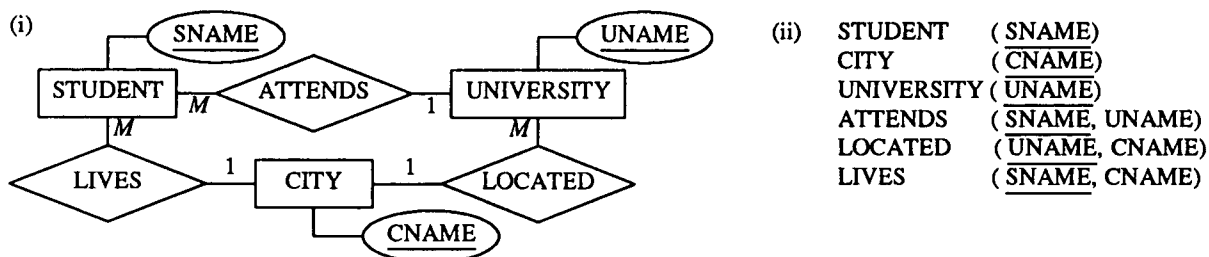 (i)
SNAME
UNAME
STUDENT M ATTENDS 1 UNIVERSITY
M
M
LIVES 1 CITY 1 LOCATED
CNAME
(ii) STUDENT ( SNAME)
CITY ( CNAME)
UNIVERSITY ( UNAME)
ATTENDS ( SNAME, UNAME)
LOCATED ( UNAME, CNAME)
LIVES ( SNAME, CNAME)